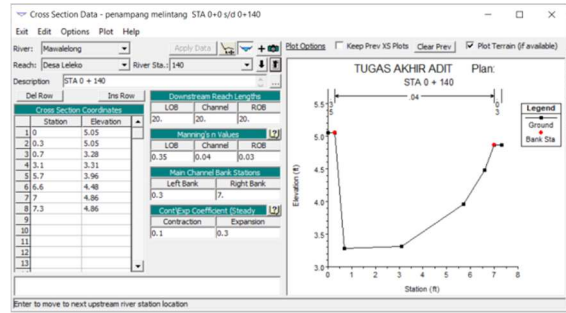 Cross Section Data - penampang melintang STA 0+0 s/d 0+140
Exit Edit Options Plot Help
River: Mawalelong Apply Data
Plot Options Keep Prev XS Plots Clear Prev Plot Terrain (if available)
Reach: Desa Leleko River Sta.: 140
Description STA 0 + 140 ...
Del Row Ins Row
Cross Section Coordinates
Station Elevation
1 0 5.05
2 0.3 5.05
3 0.7 3.28
4 3.1 3.31
5 5.7 3.96
6 6.6 4.48
7 7 4.86
8 7.3 4.86
9
10
11
12
13
Downstream Reach Lengths
LOB Channel ROB
20. 20. 20.
Manning's n Values
LOB Channel ROB
0.35 0.04 0.03
Main Channel Bank Stations
Left Bank Right Bank
0.3 7.
Cont\Exp Coefficient (Steady
Contraction Expansion
0.1 0.3
TUGAS AKHIR ADIT Plan:
STA 0 + 140
.35 .04 .03
Legend
Ground
Bank Sta
Elevation (ft)
5.5
5.0
4.5
4.0
3.5
3.0
0 1 2 3 4 5 6 7 8
Station (ft)
Enter to move to next upstream river station location